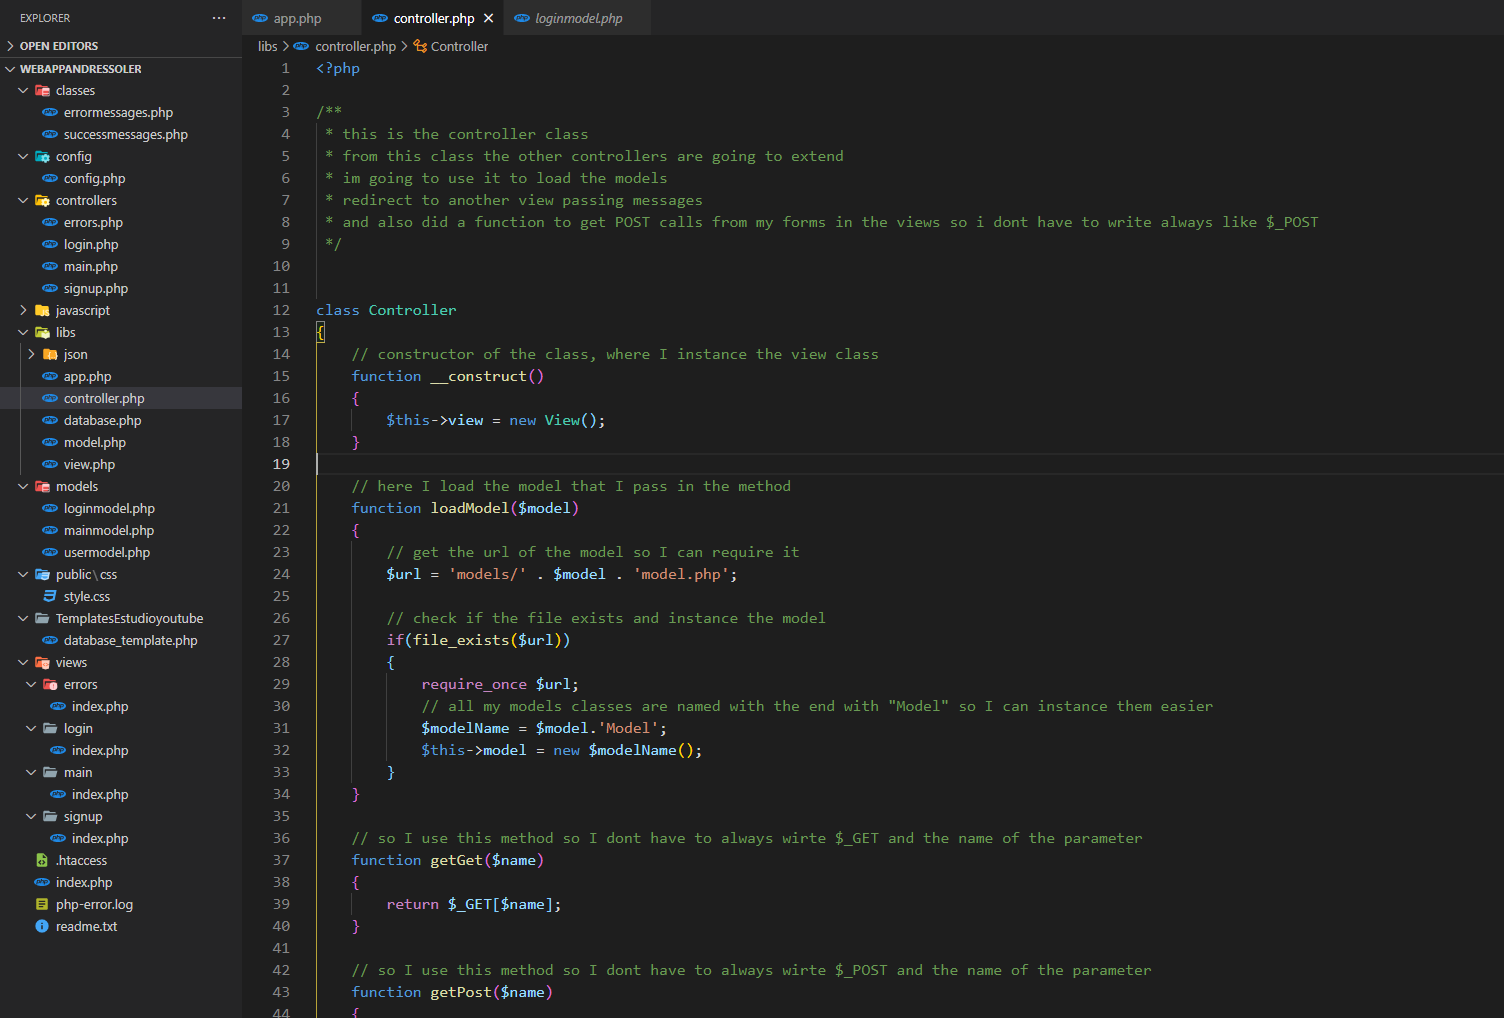 EXPLORER ···
OPEN EDITORS
WEBAPPANDRESSOLER
classes
errormessages.php
successmessages.php
config
config.php
controllers
errors.php
login.php
main.php
signup.php
javascript
libs
json
app.php
controller.php
database.php
model.php
view.php
models
loginmodel.php
mainmodel.php
usermodel.php
public\css
style.css
TemplatesEstudioyoutube
database_template.php
views
errors
index.php
login
index.php
main
index.php
signup
index.php
.htaccess
index.php
php-error.log
readme.txt
app.php controller.php loginmodel.php
libs > controller.php > Controller
1 <?php
2
3 /**
4 * this is the controller class
5 * from this class the other controllers are going to extend
6 * im going to use it to load the models
7 * redirect to another view passing messages
8 * and also did a function to get POST calls from my forms in the views so i dont have to write always like $_POST
9 */
10
11
12 class Controller
13 {
14 // constructor of the class, where I instance the view class
15 function __construct()
16 {
17 $this->view = new View();
18 }
19
20 // here I load the model that I pass in the method
21 function loadModel($model)
22 {
23 // get the url of the model so I can require it
24 $url = 'models/' . $model . 'model.php';
25
26 // check if the file exists and instance the model
27 if(file_exists($url))
28 {
29 require_once $url;
30 // all my models classes are named with the end with "Model" so I can instance them easier
31 $modelName = $model.'Model';
32 $this->model = new $modelName();
33 }
34 }
35
36 // so I use this method so I dont have to always wirte $_GET and the name of the parameter
37 function getGet($name)
38 {
39 return $_GET[$name];
40 }
41
42 // so I use this method so I dont have to always wirte $_POST and the name of the parameter
43 function getPost($name)
44 {